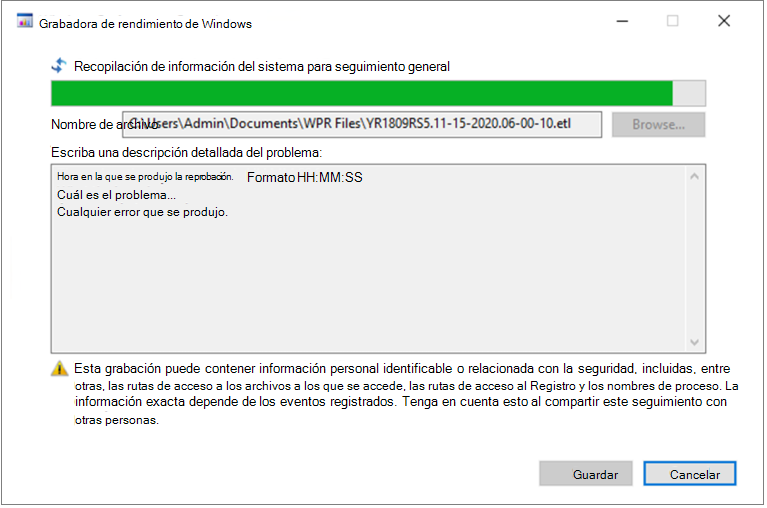 Grabadora de rendimiento de Windows
Recopilación de información del sistema para seguimiento general
Nombre de archivo C:\Users\Admin\Documents\WPR Files\YR1809RS5.11-15-2020.06-00-10.etl Browse...
Escriba una descripción detallada del problema:
Hora en la que se produjo la reprobación. Formato HH:MM:SS
Cuál es el problema...
Cualquier error que se produjo.
Esta grabación puede contener información personal identificable o relacionada con la seguridad, incluidas, entre
otras, las rutas de acceso a los archivos a los que se accede, las rutas de acceso al Registro y los nombres de proceso. La
información exacta depende de los eventos registrados. Tenga en cuenta esto al compartir este seguimiento con
otras personas.
Guardar Cancelar